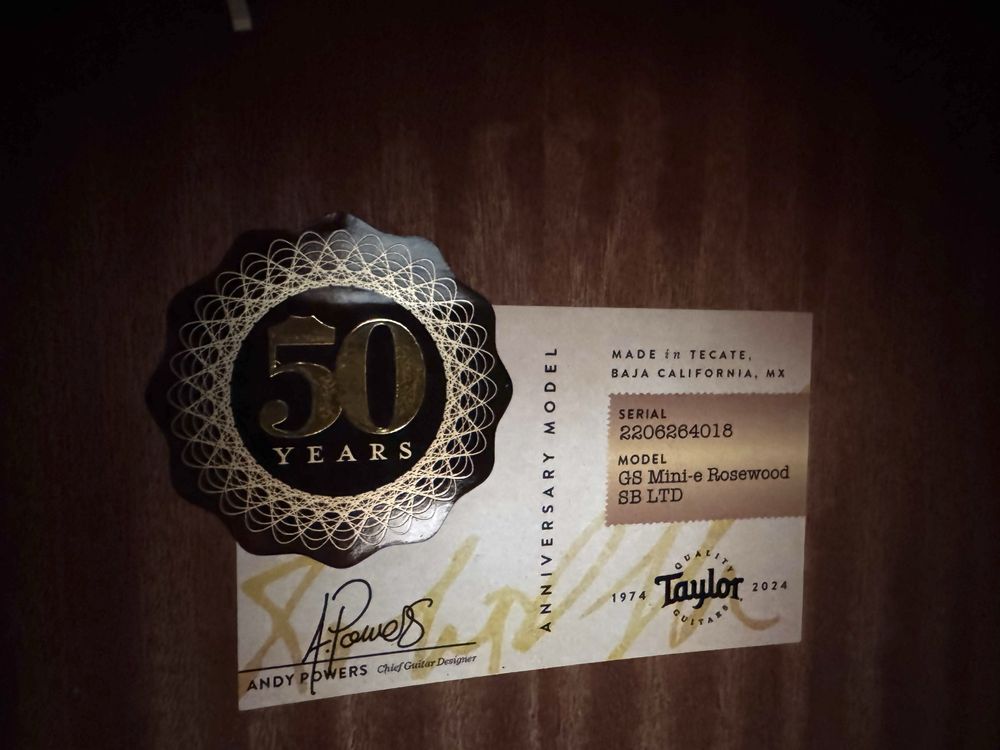 50
YEARS
ANNIVERSARY MODEL
MADE in TECATE,
BAJA CALIFORNIA, MX
SERIAL
2206264018
MODEL
GS Mini-e Rosewood
SB LTD
QUALITY
1974 Taylor 2024
GUITARS
A. Powers
ANDY POWERS Chief Guitar Designer